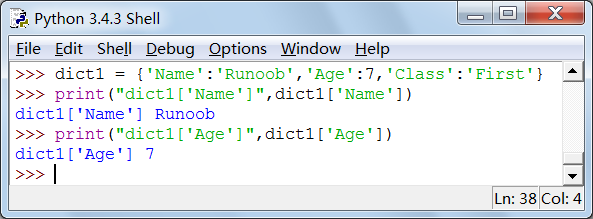 Python 3.4.3 Shell
File Edit Shell Debug Options Window Help
>>> dict1 = {'Name':'Runoob','Age':7,'Class':'First'}
>>> print("dict1['Name']",dict1['Name'])
dict1['Name'] Runoob
>>> print("dict1['Age']",dict1['Age'])
dict1['Age'] 7
>>>
Ln: 38 Col: 4